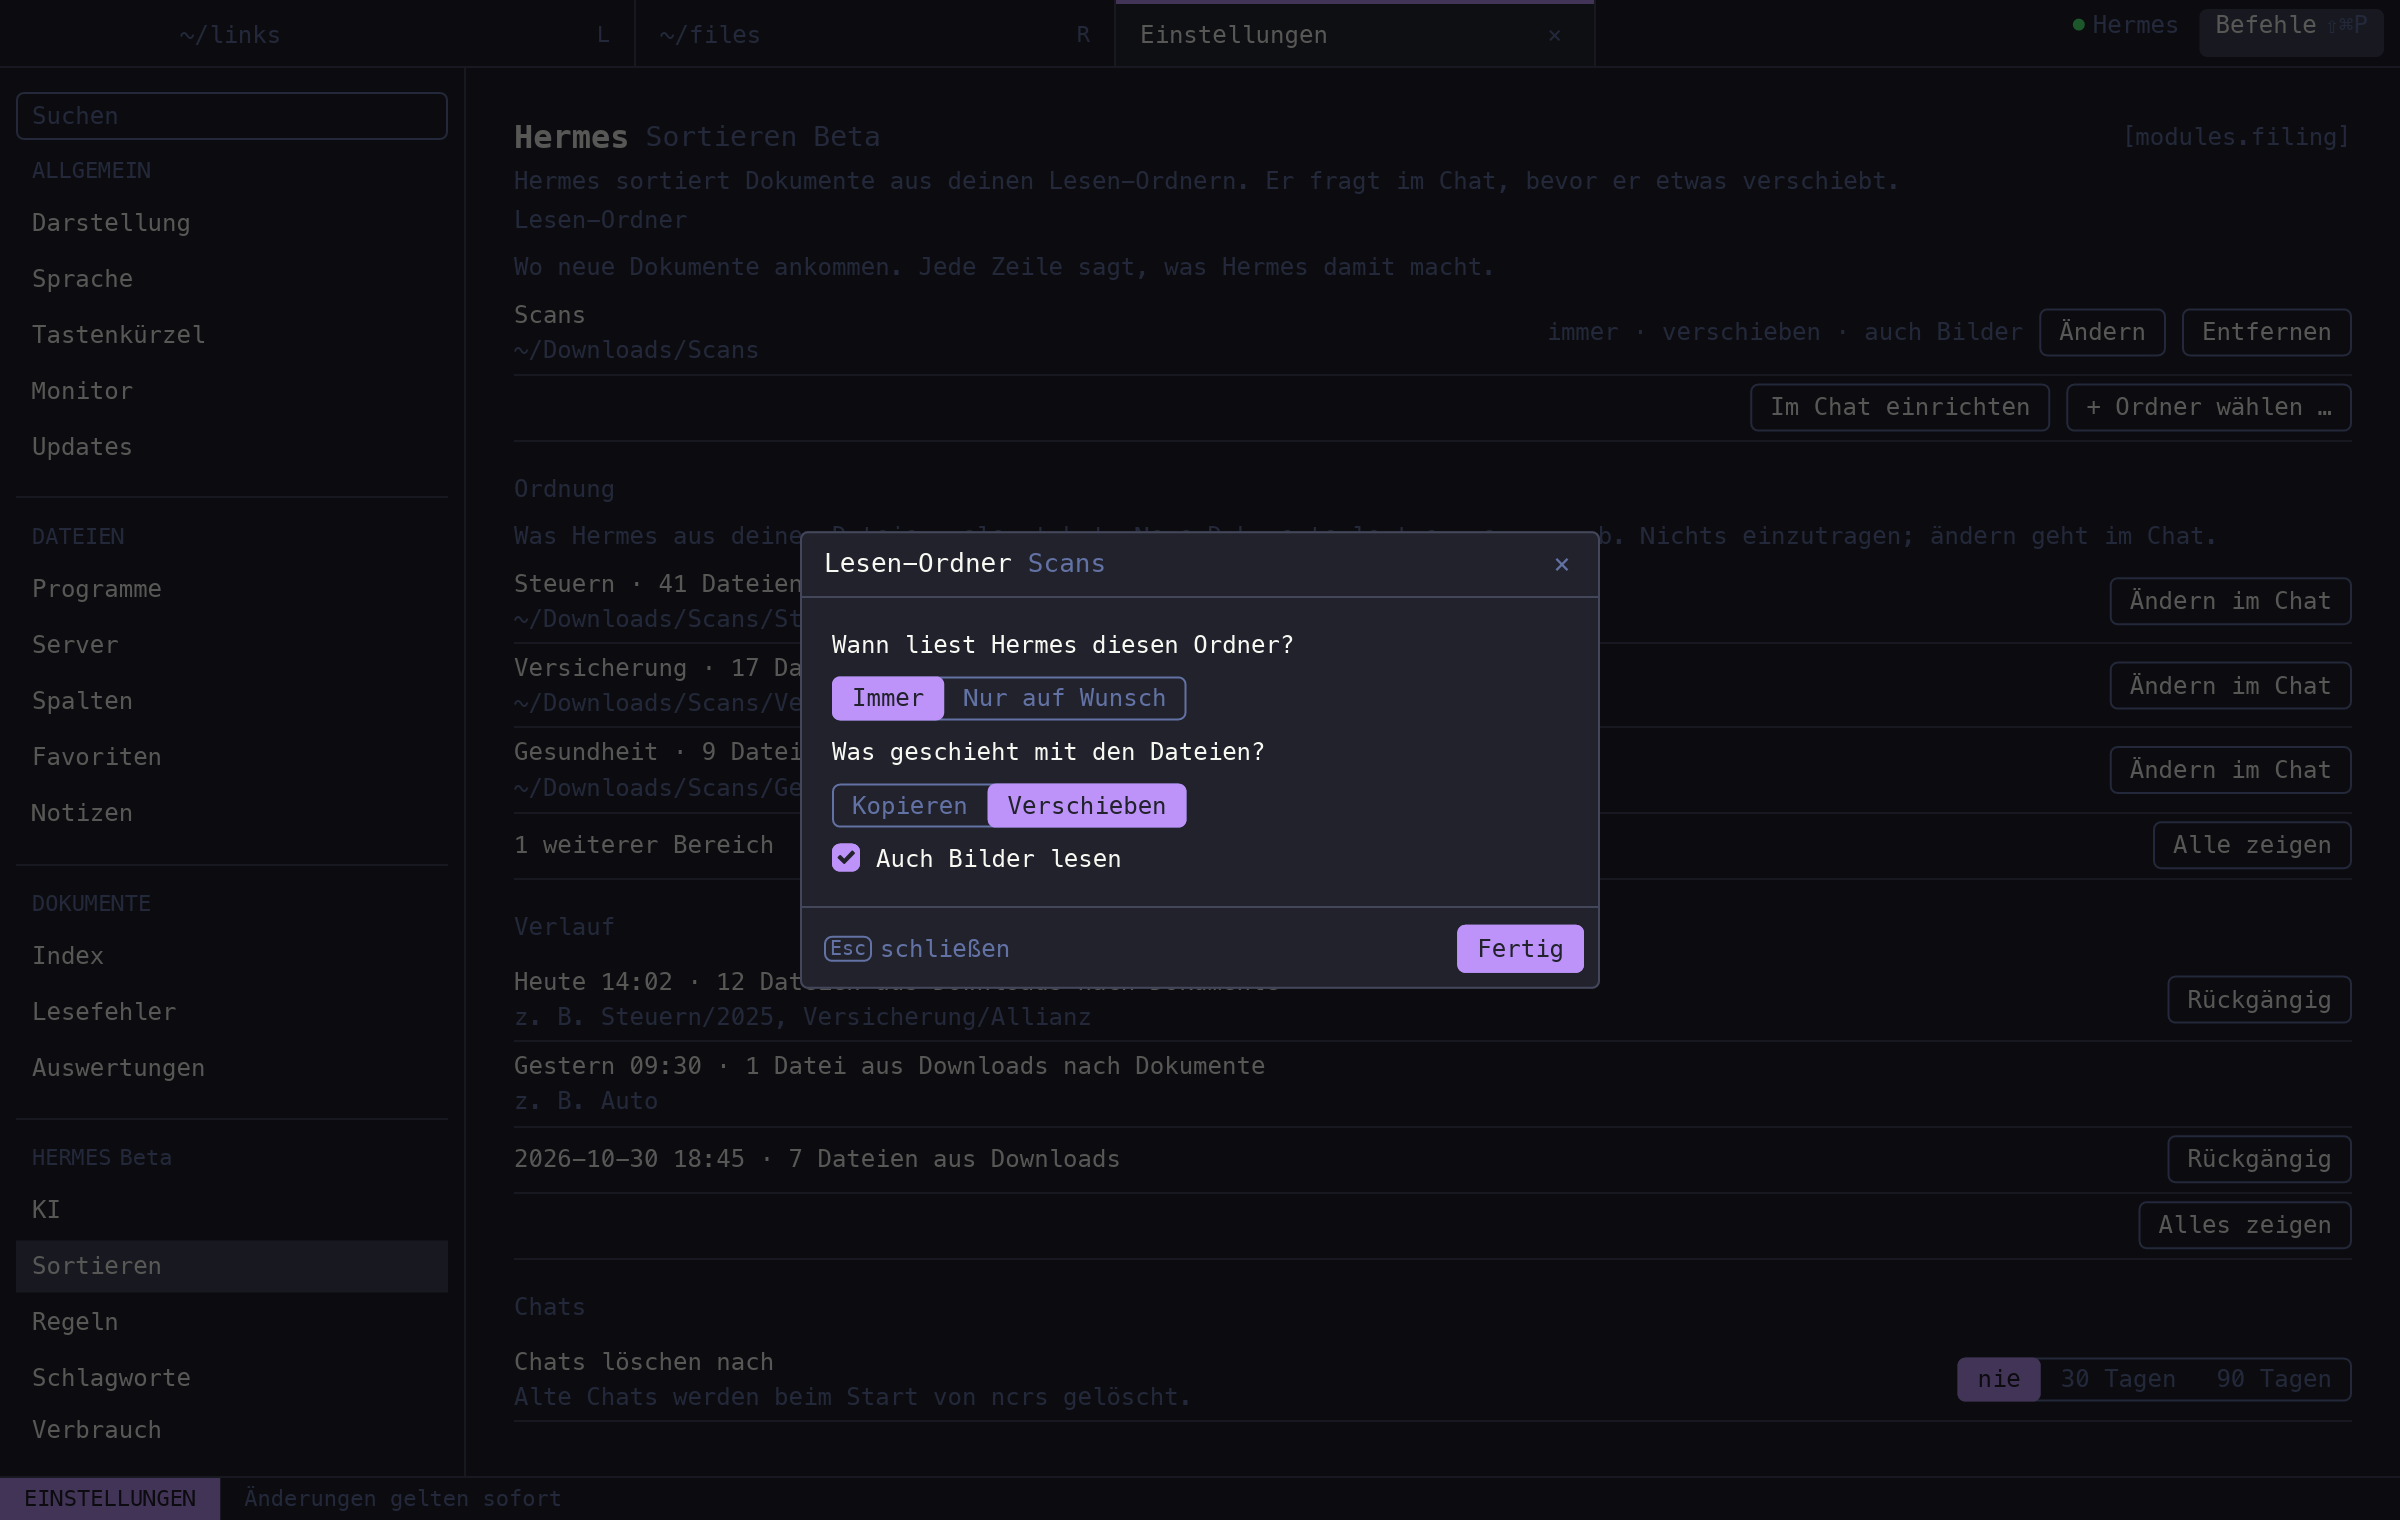 ~/links L
~/files R
Einstellungen ×
Hermes
Befehle ⇧⌘P
Suchen
ALLGEMEIN
Darstellung
Sprache
Tastenkürzel
Monitor
Updates
DATEIEN
Programme
Server
Spalten
Favoriten
Notizen
DOKUMENTE
Index
Lesefehler
Auswertungen
HERMES Beta
KI
Sortieren
Regeln
Schlagworte
Verbrauch
Hermes Sortieren Beta [modules.filing]
Hermes sortiert Dokumente aus deinen Lesen-Ordnern. Er fragt im Chat, bevor er etwas verschiebt.
Lesen-Ordner
Wo neue Dokumente ankommen. Jede Zeile sagt, was Hermes damit macht.
Scans
~/Downloads/Scans
immer · verschieben · auch Bilder Ändern Entfernen
Im Chat einrichten + Ordner wählen …
Ordnung
Was Hermes aus deine b. Nichts einzutragen; ändern geht im Chat.
Steuern · 41 Dateien
~/Downloads/Scans/St
Ändern im Chat
Versicherung · 17 Da
~/Downloads/Scans/Ve
Ändern im Chat
Gesundheit · 9 Datei
~/Downloads/Scans/Ge
Ändern im Chat
1 weiterer Bereich Alle zeigen
Verlauf
Heute 14:02 · 12 Dateien aus Downloads nach Dokumente
z. B. Steuern/2025, Versicherung/Allianz
Rückgängig
Gestern 09:30 · 1 Datei aus Downloads nach Dokumente
z. B. Auto
2026-10-30 18:45 · 7 Dateien aus Downloads Rückgängig
Alles zeigen
Chats
Chats löschen nach
Alte Chats werden beim Start von ncrs gelöscht.
nie 30 Tagen 90 Tagen
Lesen-Ordner Scans ×
Wann liest Hermes diesen Ordner?
Immer Nur auf Wunsch
Was geschieht mit den Dateien?
Kopieren Verschieben
Auch Bilder lesen
Esc schließen Fertig
EINSTELLUNGEN Änderungen gelten sofort